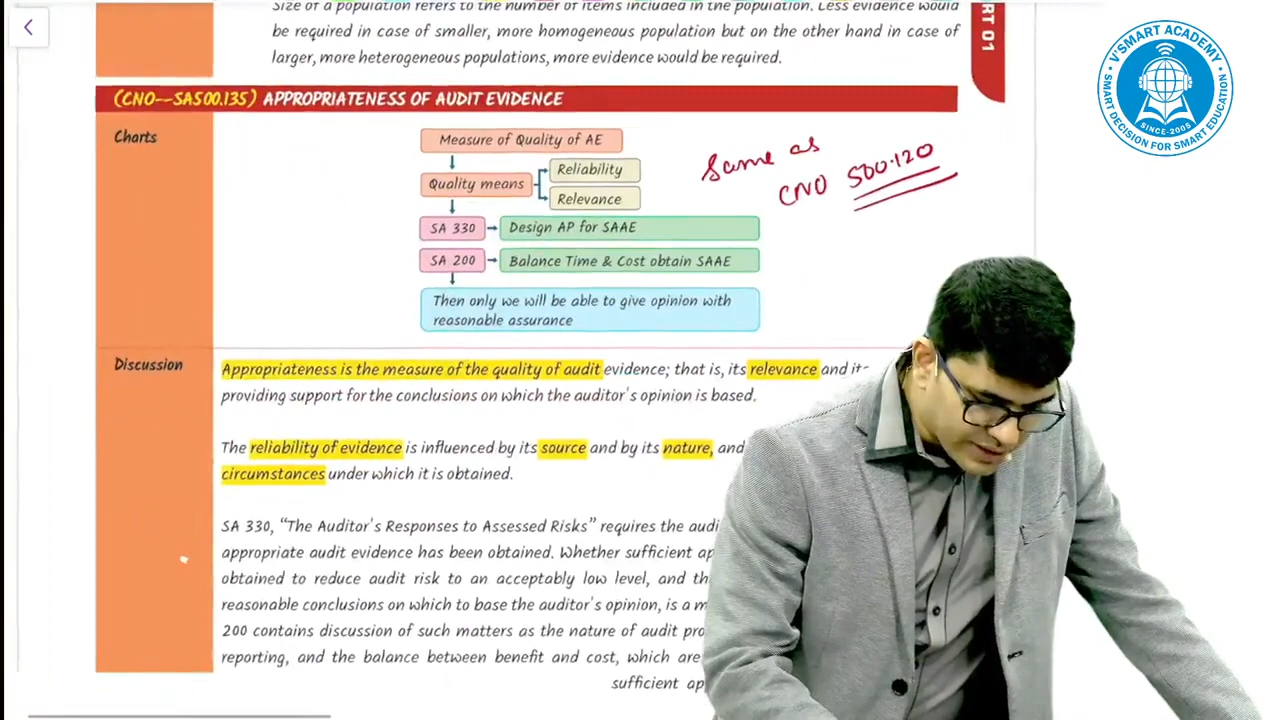 Size of a population refers to the number of items included in the population. Less evidence would
be required in case of smaller, more homogeneous population but on the other hand in case of
larger, more heterogeneous populations, more evidence would be required.
RT 01
(CNO--SA500.135) APPROPRIATENESS OF AUDIT EVIDENCE
Charts
Measure of Quality of AE
Quality means
Reliability
Relevance
SA 330
Design AP for SAAE
SA 200
Balance Time & Cost obtain SAAE
Then only we will be able to give opinion with
reasonable assurance
Same as
CNO 500.120
Discussion
Appropriateness is the measure of the quality of audit evidence; that is, its relevance and its
providing support for the conclusions on which the auditor's opinion is based.
The reliability of evidence is influenced by its source and by its nature, and
circumstances under which it is obtained.
SA 330, “The Auditor's Responses to Assessed Risks” requires the audi
appropriate audit evidence has been obtained. Whether sufficient ap
obtained to reduce audit risk to an acceptably low level, and th
reasonable conclusions on which to base the auditor's opinion, is a m
200 contains discussion of such matters as the nature of audit pro
reporting, and the balance between benefit and cost, which are
sufficient ap
V'SMART ACADEMY
SINCE-2005
SMART DECISION FOR SMART EDUCATION